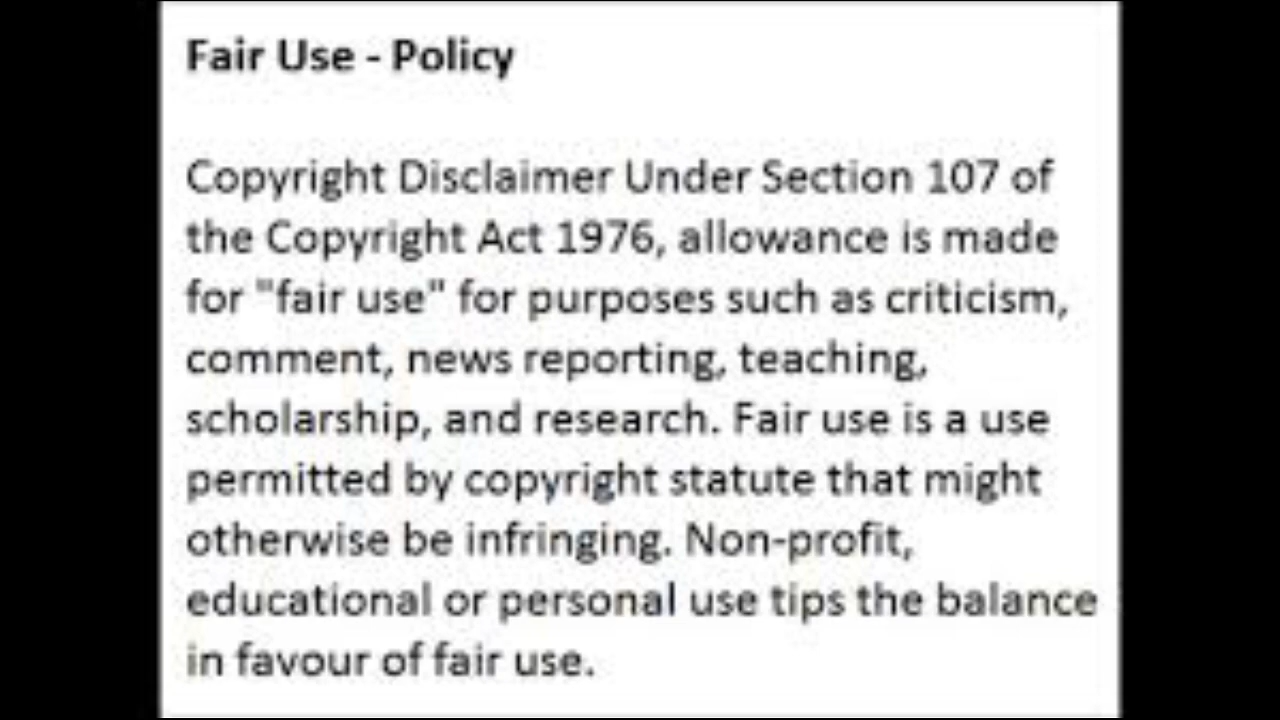 Fair Use - Policy
Copyright Disclaimer Under Section 107 of
the Copyright Act 1976, allowance is made
for "fair use" for purposes such as criticism,
comment, news reporting, teaching,
scholarship, and research. Fair use is a use
permitted by copyright statute that might
otherwise be infringing. Non-profit,
educational or personal use tips the balance
in favour of fair use.